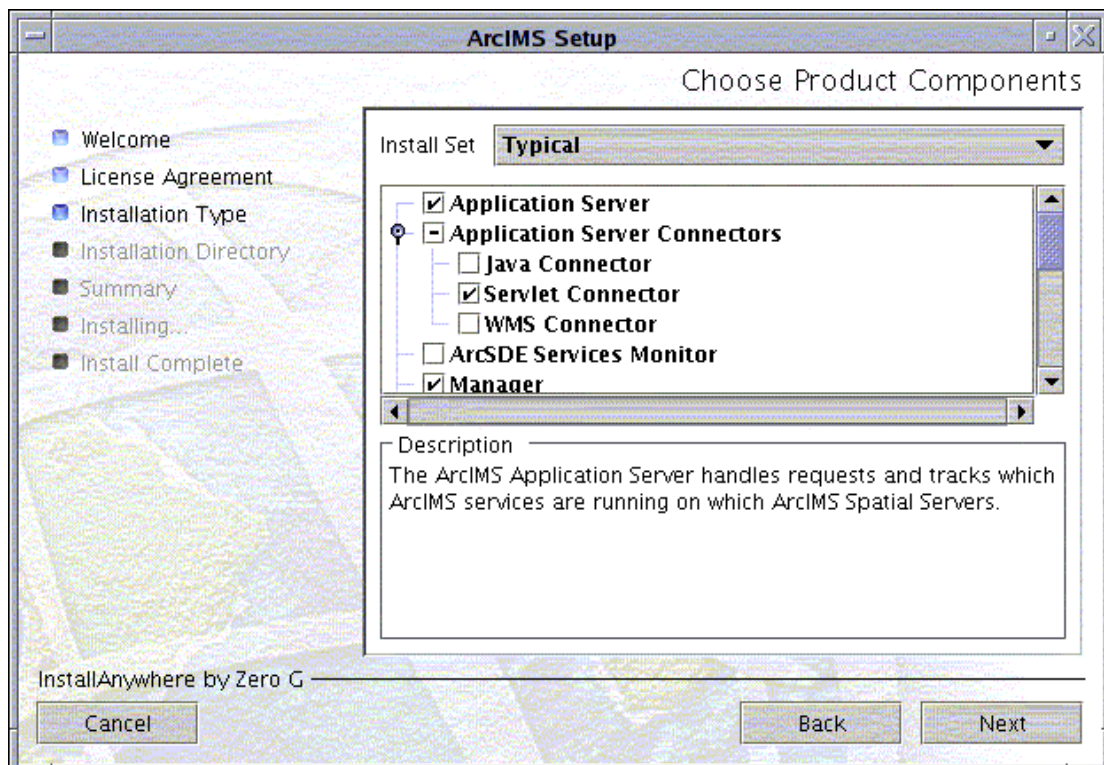 ArcIMS Setup
Choose Product Components
Welcome
License Agreement
Installation Type
Installation Directory
Summary
Installing...
Install Complete
Install Set Typical
Application Server
Application Server Connectors
Java Connector
Servlet Connector
WMS Connector
ArcSDE Services Monitor
Manager
Description
The ArcIMS Application Server handles requests and tracks which
ArcIMS services are running on which ArcIMS Spatial Servers.
InstallAnywhere by Zero G
Cancel
Back
Next